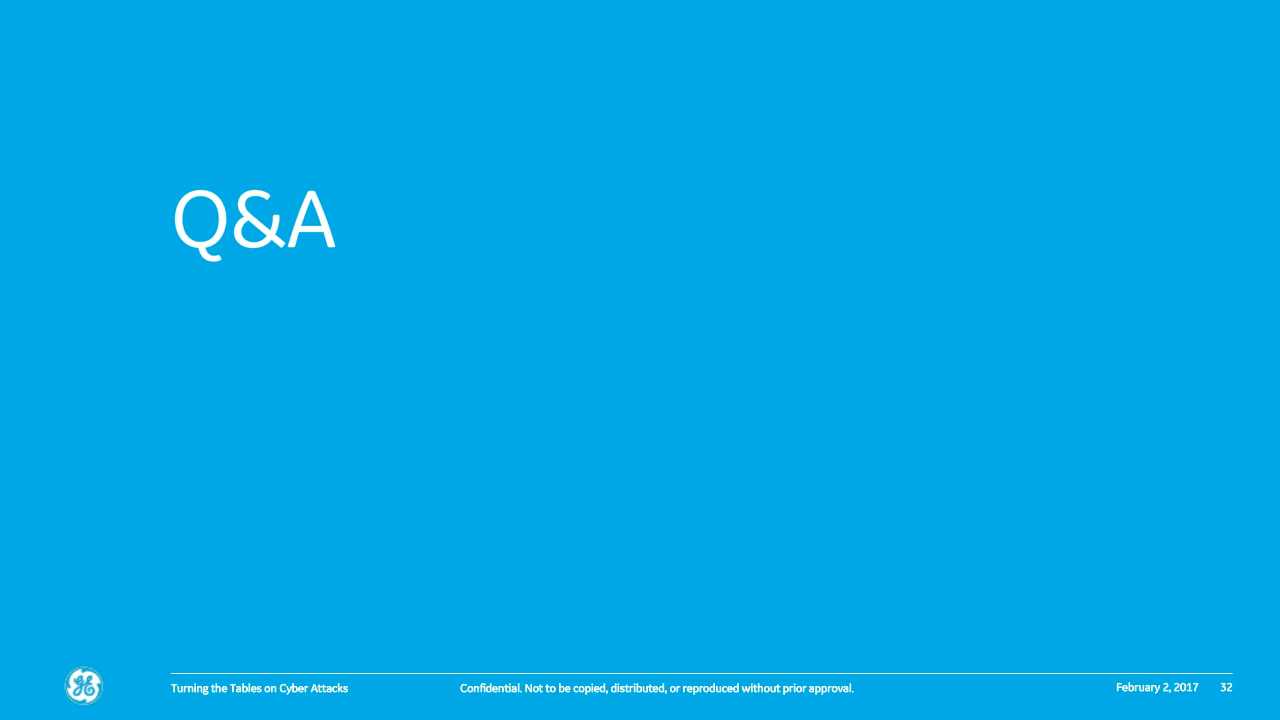 Q&A
Turning the Tables on Cyber Attacks
Confidential. Not to be copied, distributed, or reproduced without prior approval.
February 2, 2017
32